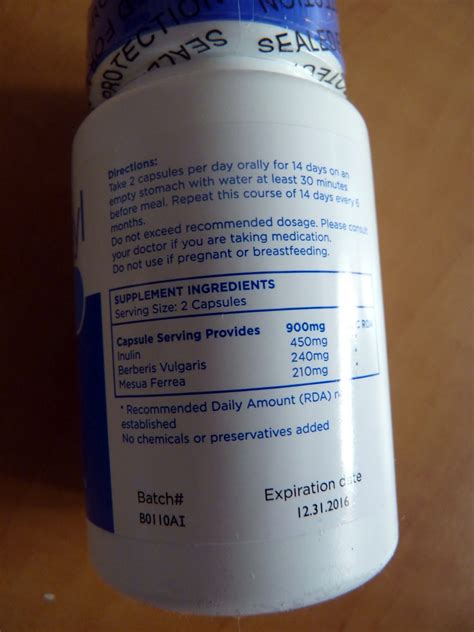 PROTECTION
SEALED
SEALED
Directions:
Take 2 capsules per day orally for 14 days on an
empty stomach with water at least 30 minutes
before meal. Repeat this course of 14 days every 6
months.
Do not exceed recommended dosage. Please consult
your doctor if you are taking medication.
Do not use if pregnant or breastfeeding.
SUPPLEMENT INGREDIENTS
Serving Size: 2 Capsules
Capsule Serving Provides 900mg RDA
Inulin 450mg *
Berberis Vulgaris 240mg *
Mesua Ferrea 210mg
* Recommended Daily Amount (RDA)
established
No chemicals or preservatives added
Batch# Expiration date
B0110AI 12.31.2016